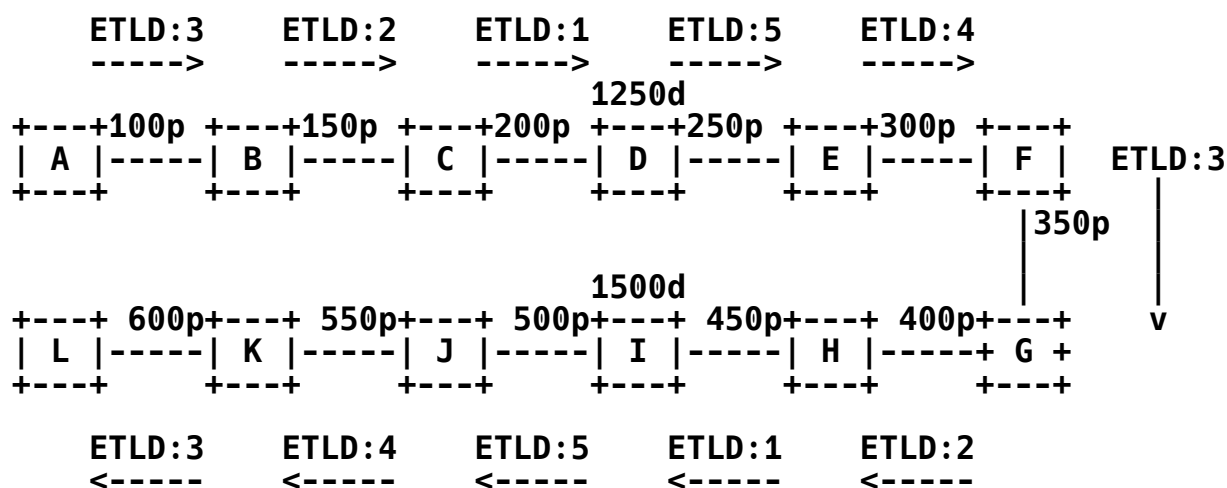 ETLD:3 ETLD:2 ETLD:1 ETLD:5 ETLD:4
-----> -----> -----> -----> ----->
1250d
+---+100p +---+150p +---+200p +---+250p +---+300p +---+
| A |-----| B |-----| C |-----| D |-----| E |-----| F | ETLD:3
+---+ +---+ +---+ +---+ +---+ +---+ |
|350p |
| |
1500d | |
+---+ 600p+---+ 550p+---+ 500p+---+ 450p+---+ 400p+---+ v
| L |-----| K |-----| J |-----| I |-----| H |-----+ G +
+---+ +---+ +---+ +---+ +---+ +---+
ETLD:3 ETLD:4 ETLD:5 ETLD:1 ETLD:2
<----- <----- <----- <----- <-----